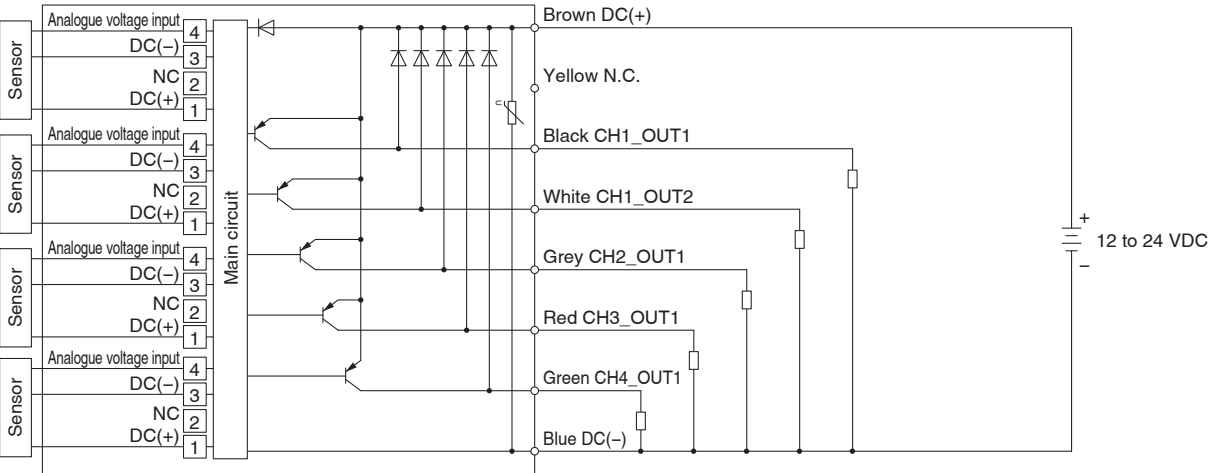 Sensor
Analogue voltage input 4
DC(−) 3
NC 2
DC(+) 1
Sensor
Analogue voltage input 4
DC(−) 3
NC 2
DC(+) 1
Sensor
Analogue voltage input 4
DC(−) 3
NC 2
DC(+) 1
Sensor
Analogue voltage input 4
DC(−) 3
NC 2
DC(+) 1
Main circuit
Brown DC(+)
Yellow N.C.
Black CH1_OUT1
White CH1_OUT2
Grey CH2_OUT1
Red CH3_OUT1
Green CH4_OUT1
Blue DC(−)
+
12 to 24 VDC
−